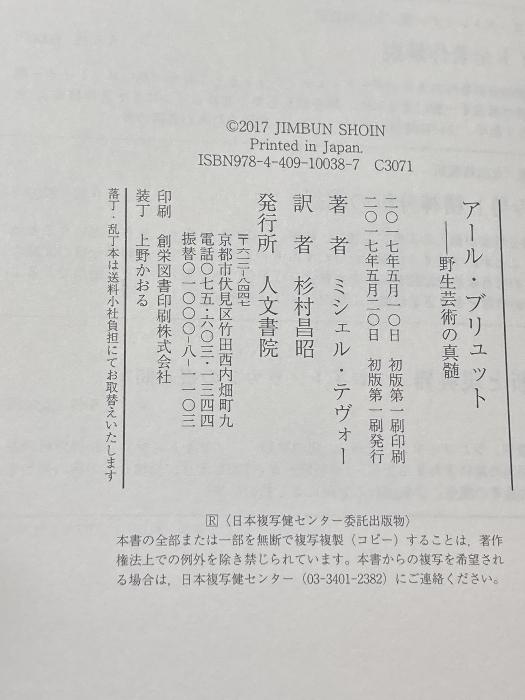 ©2017 JIMBUN SHOIN
Printed in Japan.
ISBN978-4-409-10038-7 C3071
アール・ブリュット
──野生芸術の真髄
二〇一七年五月一〇日 初版第一刷印刷
二〇一七年五月二〇日 初版第一刷発行
著者 ミシェル・テヴォー
訳者 杉村昌昭
発行所 人文書院
〒六一二-八四四七
京都市伏見区竹田西内畑町九
電話〇七五・六〇三・一三四四
振替〇一〇〇〇-八-一一〇三
印刷 創栄図書印刷株式会社
装丁 上野かおる
落丁・乱丁本は送料小社負担にてお取替えいたします
🅁〈日本複写健センター委託出版物〉
本書の全部または一部を無断で複写複製(コピー)することは,著作
権法上での例外を除き禁じられています。本書からの複写を希望され
る場合は,日本複写健センター(03-3401-2382)にご連絡ください。